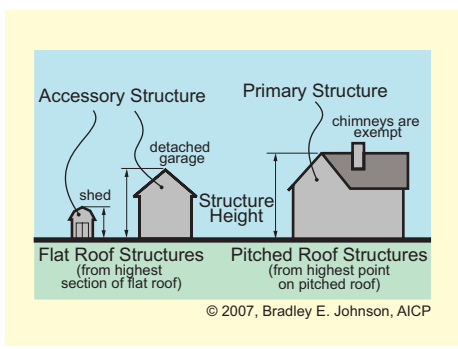 Accessory Structure
Primary Structure
chimneys are
exempt
detached
garage
shed
Structure
Height
Flat Roof Structures
(from highest
section of flat roof)
Pitched Roof Structures
(from highest point
on pitched roof)
© 2007, Bradley E. Johnson, AICP